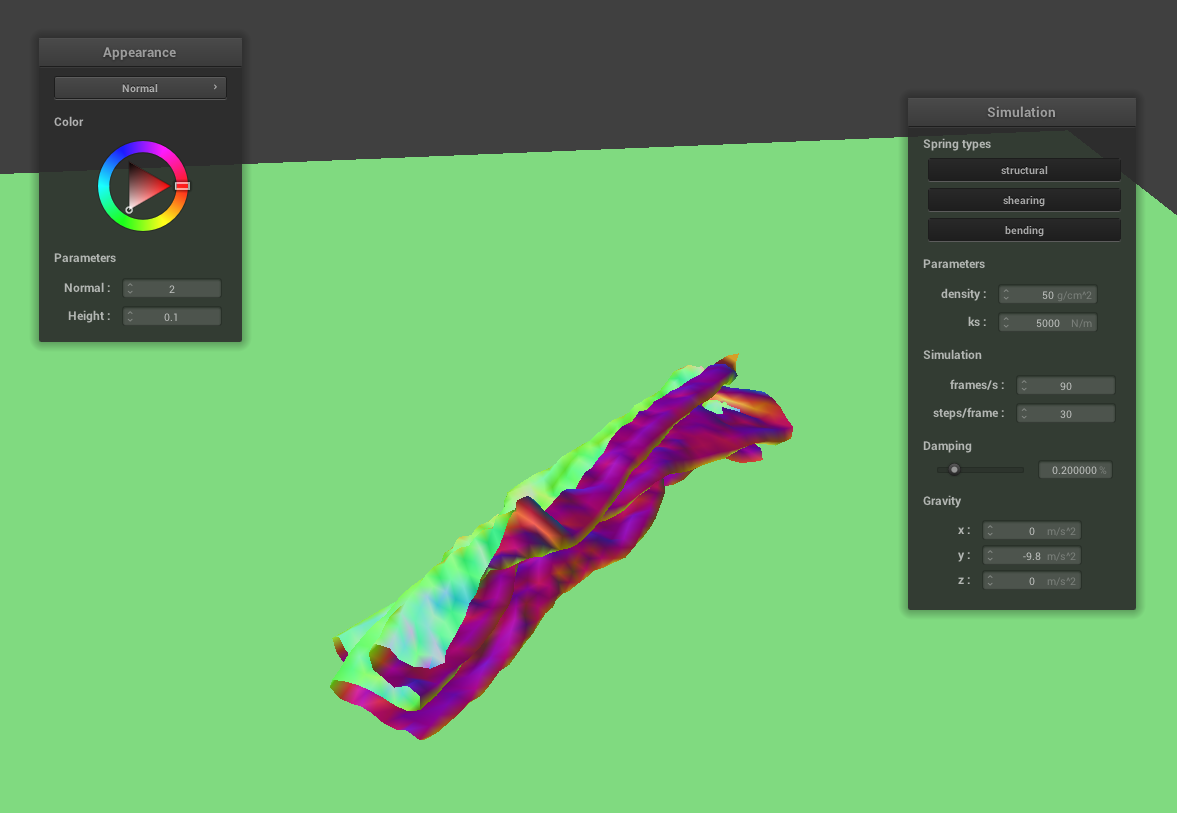 Appearance
Normal
Color
Parameters
Normal : 2
Height : 0.1
Simulation
Spring types
structural
shearing
bending
Parameters
density : 50 g/cm^2
ks : 5000 N/m
Simulation
frames/s : 90
steps/frame : 30
Damping
0.200000 %
Gravity
x : 0 m/s^2
y : -9.8 m/s^2
z : 0 m/s^2